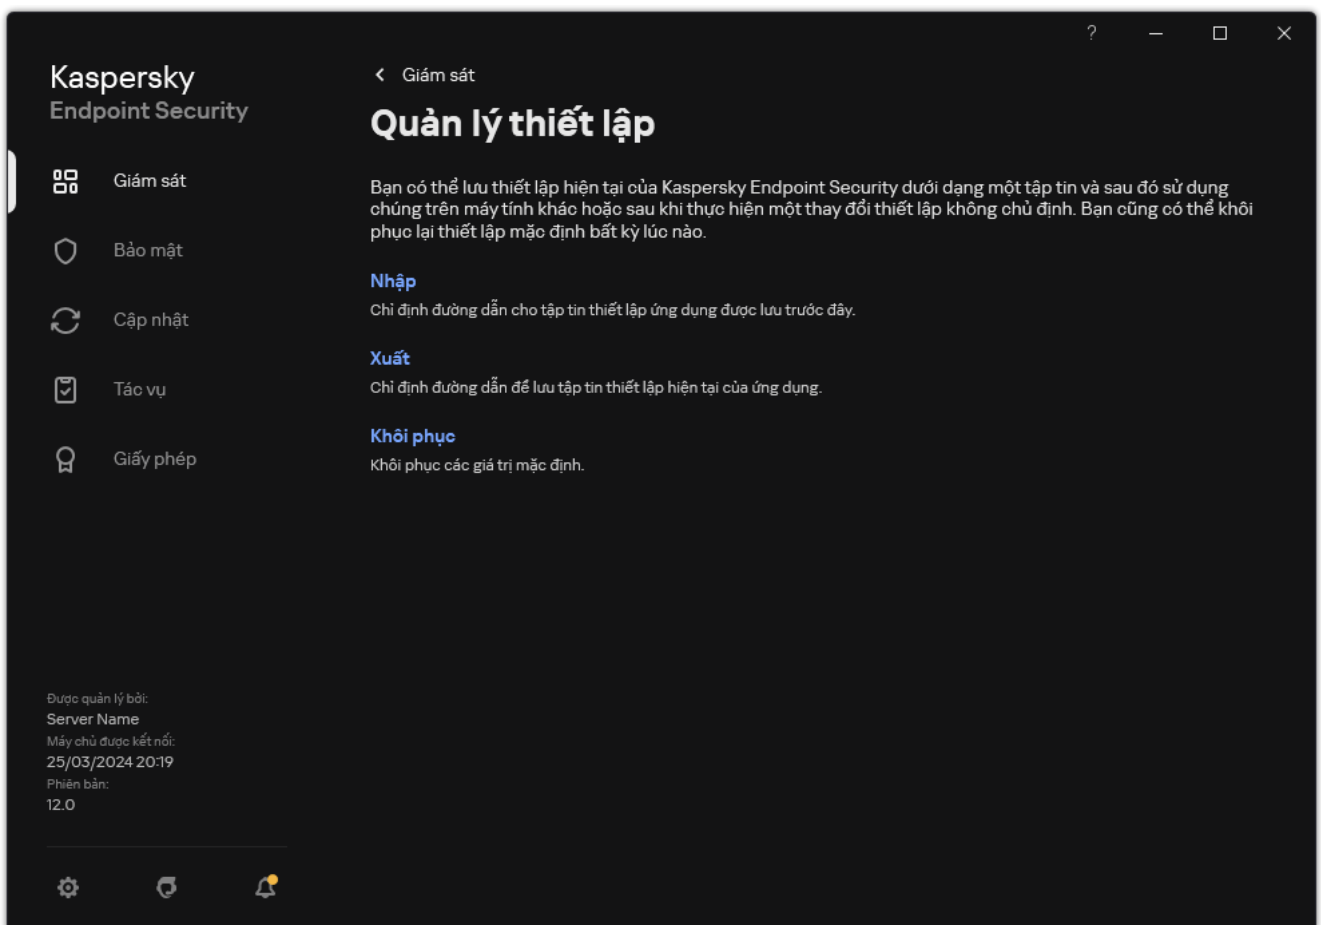 ?
Kaspersky
Endpoint Security
Giám sát
Bảo mật
Cập nhật
Tác vụ
Giấy phép
Được quản lý bởi:
Server Name
Máy chủ được kết nối:
25/03/2024 20:19
Phiên bản:
12.0
Giám sát
Quản lý thiết lập
Bạn có thể lưu thiết lập hiện tại của Kaspersky Endpoint Security dưới dạng một tập tin và sau đó sử dụng
chúng trên máy tính khác hoặc sau khi thực hiện một thay đổi thiết lập không chủ định. Bạn cũng có thể khôi
phục lại thiết lập mặc định bất kỳ lúc nào.
Nhập
Chỉ định đường dẫn cho tập tin thiết lập ứng dụng được lưu trước đây.
Xuất
Chỉ định đường dẫn để lưu tập tin thiết lập hiện tại của ứng dụng.
Khôi phục
Khôi phục các giá trị mặc định.